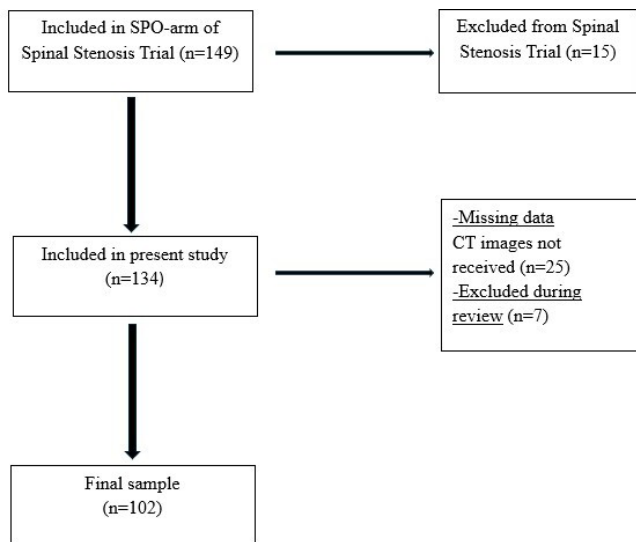 Included in SPO-arm of
Spinal Stenosis Trial (n=149)
Excluded from Spinal
Stenosis Trial (n=15)
Included in present study
(n=134)
-Missing data
CT images not
received (n=25)
-Excluded during
review (n=7)
Final sample
(n=102)